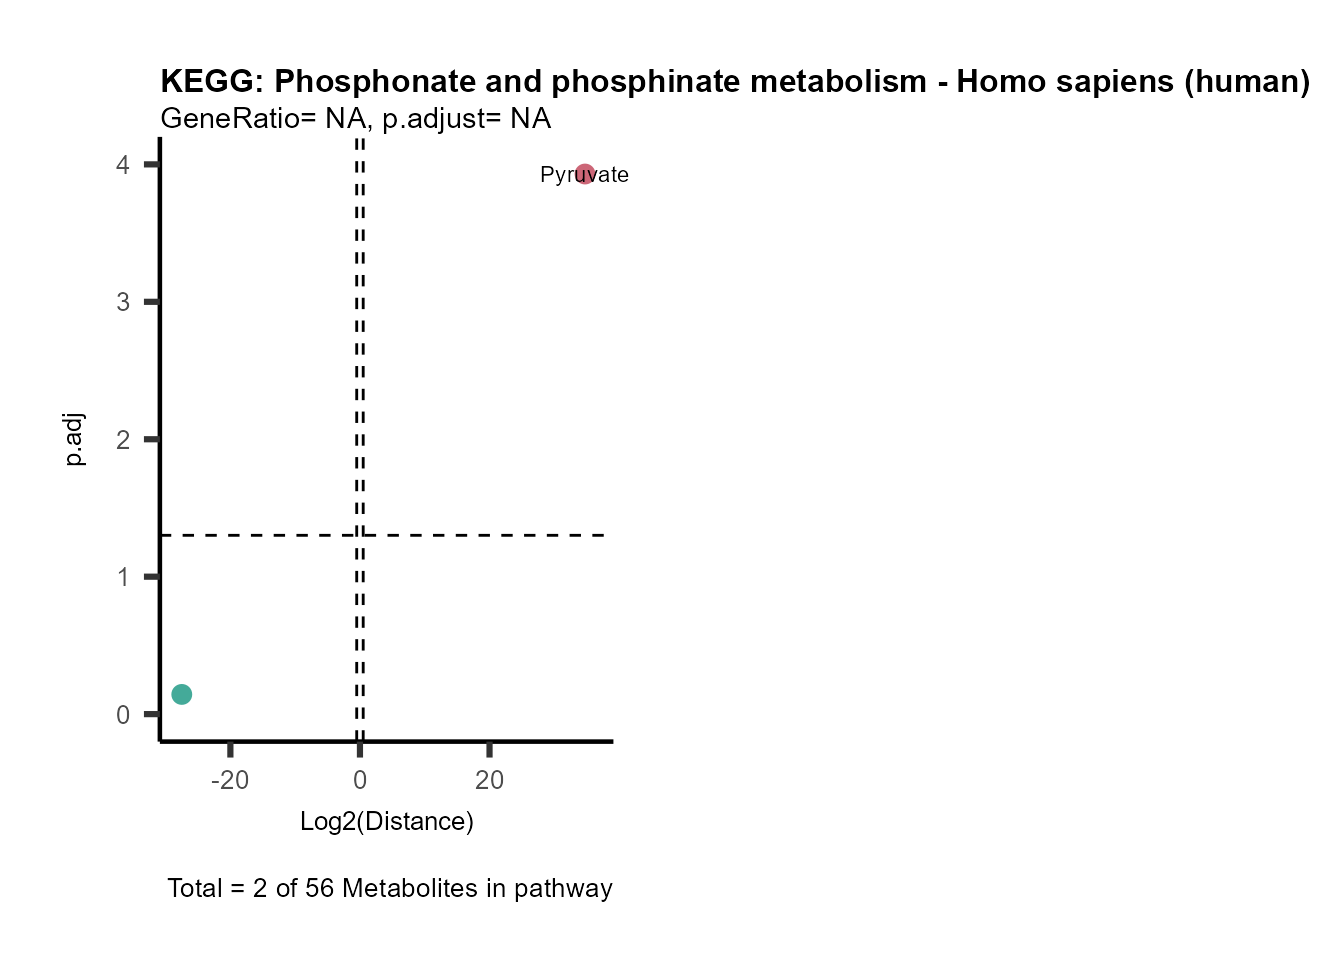 KEGG: Phosphonate and phosphinate metabolism - Homo sapiens (human)
GeneRatio= NA, p.adjust= NA
4
Pyruvate
3
p.adj
2
1
0
-20 0 20
Log2(Distance)
Total = 2 of 56 Metabolites in pathway